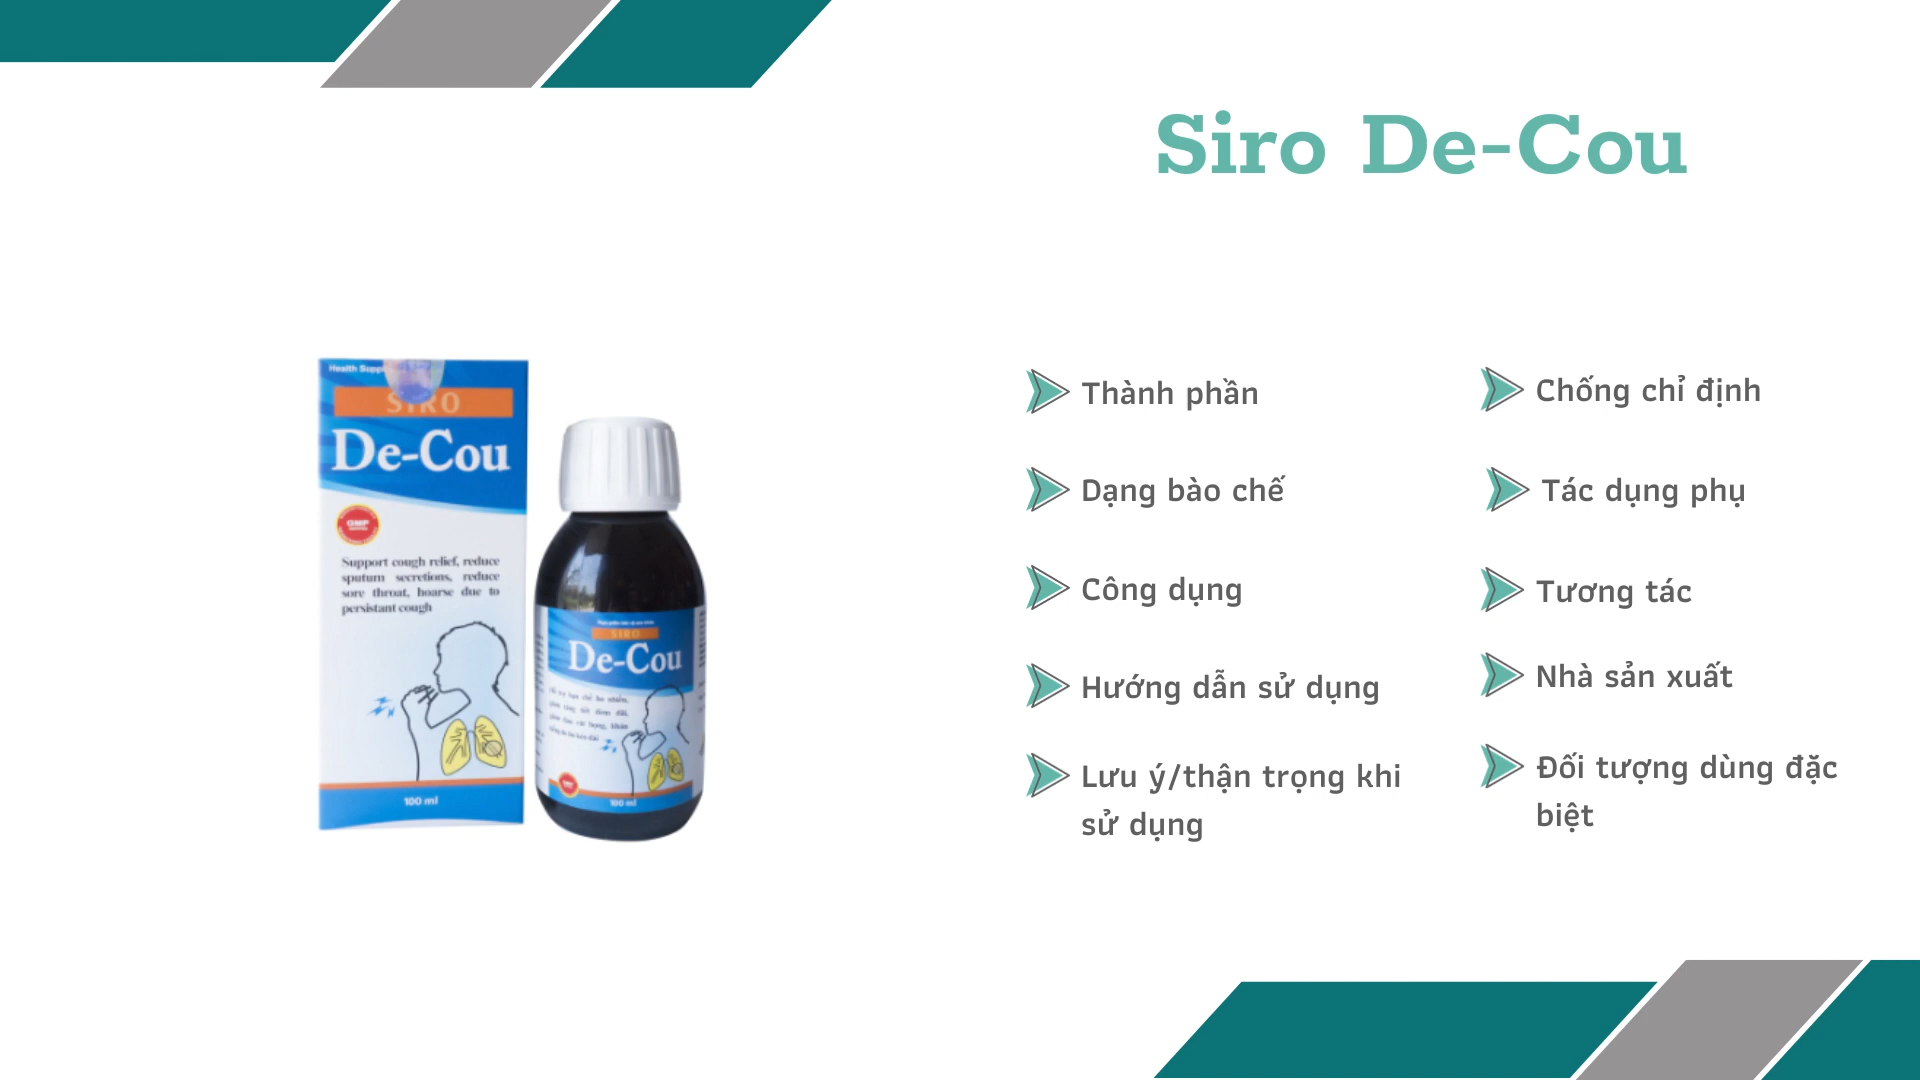 Siro De-Cou
Health Supp
SIRO
De-Cou
GMP
Support cough relief, reduce
sputum secretions, reduce
sore throat, hoarse due to
persistant cough
100 ml
SIRO
De-Cou
100 ml
Thành phần
Dạng bào chế
Công dụng
Hướng dẫn sử dụng
Lưu ý/thận trọng khi
sử dụng
Chống chỉ định
Tác dụng phụ
Tương tác
Nhà sản xuất
Đối tượng dùng đặc
biệt